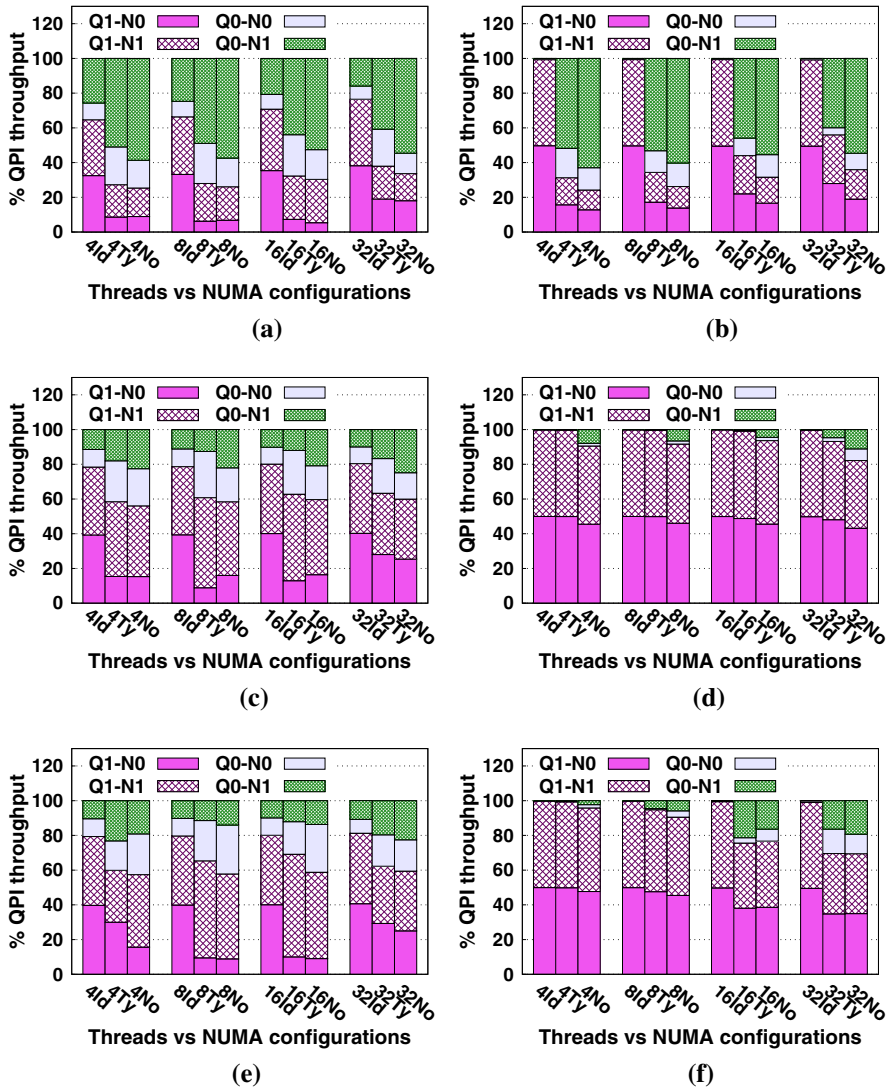 120
100
80
60
40
20
0
% QPI throughput
Q1-N0 Q0-N0
Q1-N1 Q0-N1
4Id 4Ty 4No 8Id 8Ty 8No 16Id 16Ty 16No 32Id 32Ty 32No
Threads vs NUMA configurations
(a)
120
100
80
60
40
20
0
% QPI throughput
Q1-N0 Q0-N0
Q1-N1 Q0-N1
4Id 4Ty 4No 8Id 8Ty 8No 16Id 16Ty 16No 32Id 32Ty 32No
Threads vs NUMA configurations
(b)
120
100
80
60
40
20
0
% QPI throughput
Q1-N0 Q0-N0
Q1-N1 Q0-N1
4Id 4Ty 4No 8Id 8Ty 8No 16Id 16Ty 16No 32Id 32Ty 32No
Threads vs NUMA configurations
(c)
120
100
80
60
40
20
0
% QPI throughput
Q1-N0 Q0-N0
Q1-N1 Q0-N1
4Id 4Ty 4No 8Id 8Ty 8No 16Id 16Ty 16No 32Id 32Ty 32No
Threads vs NUMA configurations
(d)
120
100
80
60
40
20
0
% QPI throughput
Q1-N0 Q0-N0
Q1-N1 Q0-N1
4Id 4Ty 4No 8Id 8Ty 8No 16Id 16Ty 16No 32Id 32Ty 32No
Threads vs NUMA configurations
(e)
120
100
80
60
40
20
0
% QPI throughput
Q1-N0 Q0-N0
Q1-N1 Q0-N1
4Id 4Ty 4No 8Id 8Ty 8No 16Id 16Ty 16No 32Id 32Ty 32No
Threads vs NUMA configurations
(f)